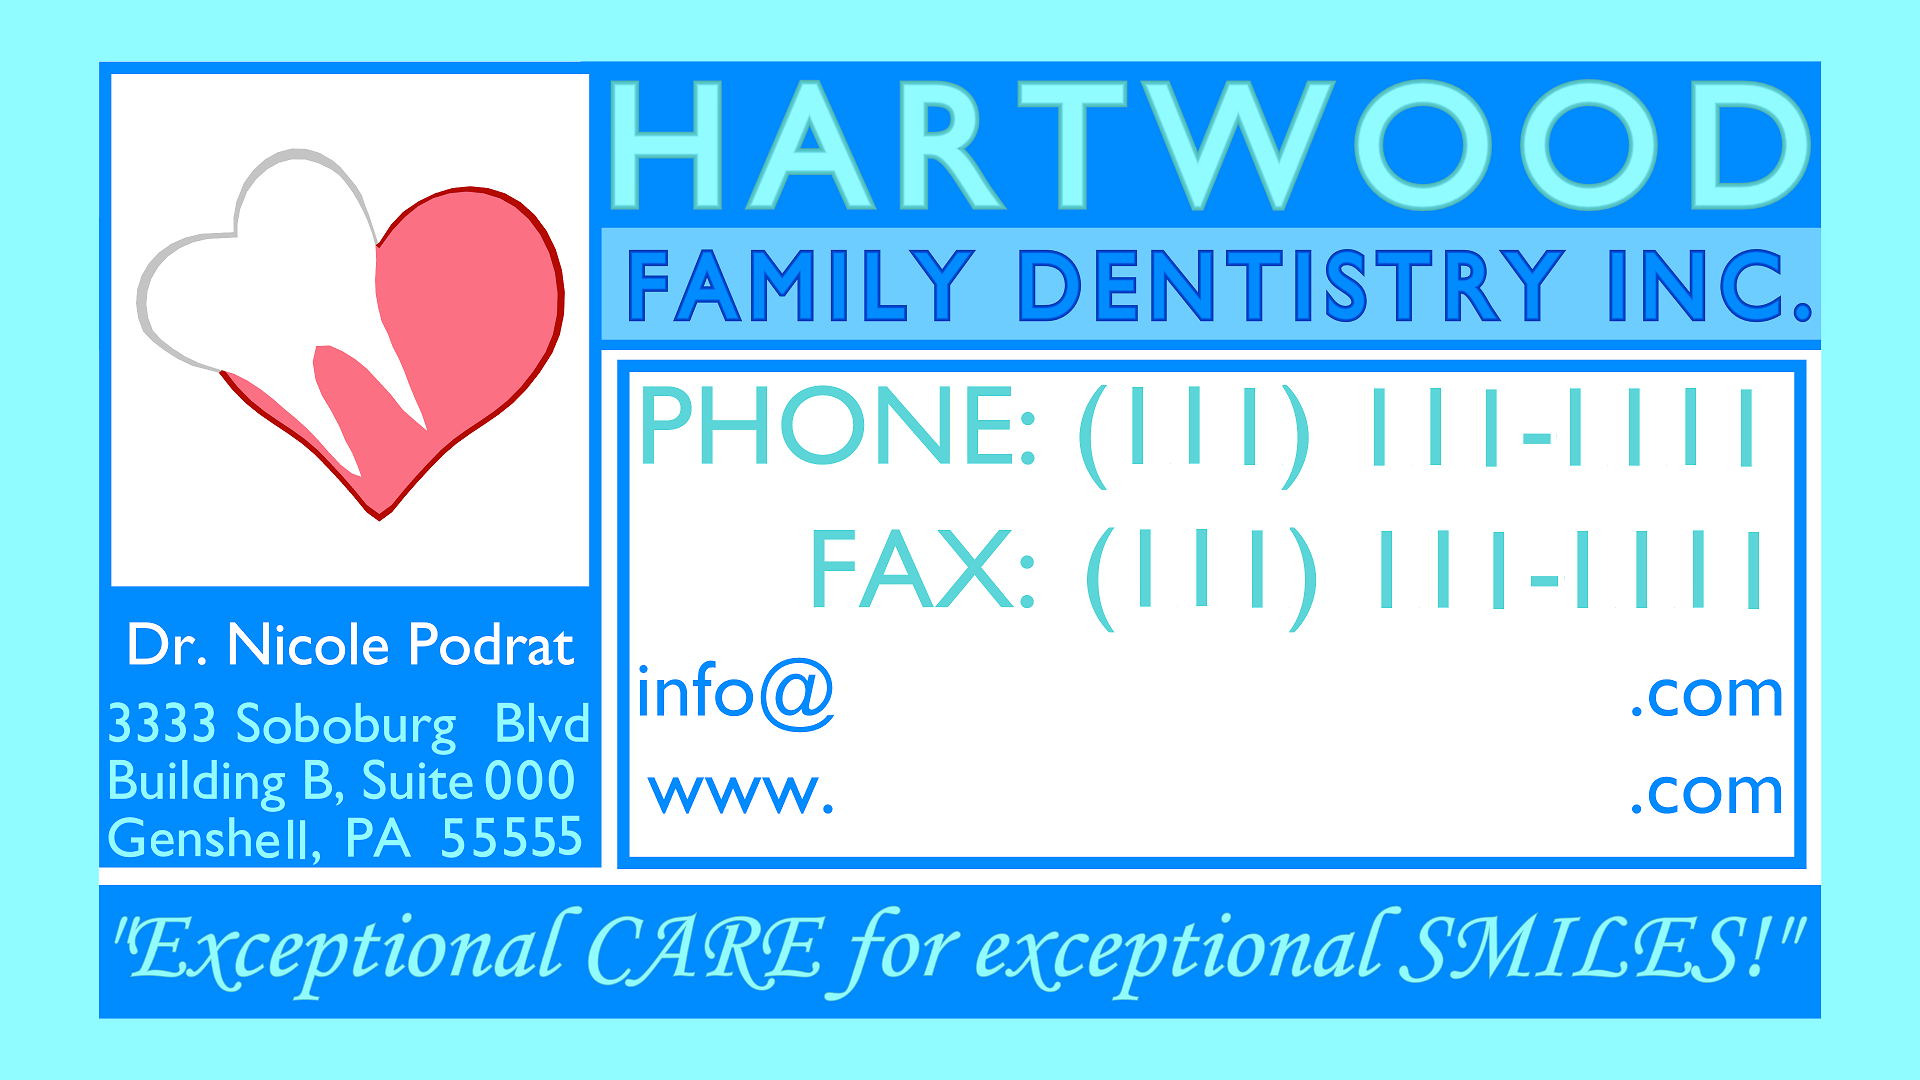 HARTWOOD
FAMILY DENTISTRY INC.
PHONE: (111) 111-1111
FAX: (111) 111-1111
info@ .com
www. .com
Dr. Nicole Podrat
3333 Soboburg Blvd
Building B, Suite 000
Genshell, PA 55555
"Exceptional CARE for exceptional SMILES!"